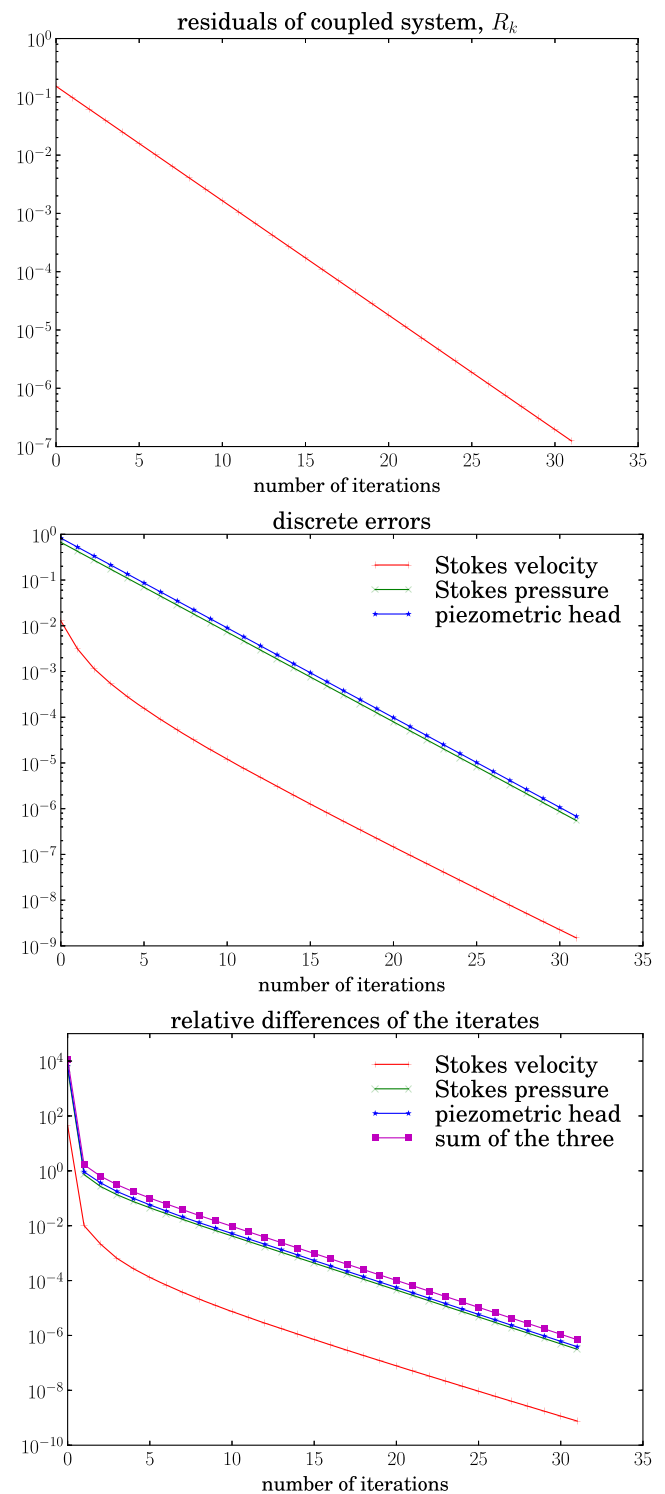 residuals of coupled system, R_k
10^0
10^-1
10^-2
10^-3
10^-4
10^-5
10^-6
10^-7
0 5 10 15 20 25 30 35
number of iterations
discrete errors
10^0
10^-1
10^-2
10^-3
10^-4
10^-5
10^-6
10^-7
10^-8
10^-9
Stokes velocity
Stokes pressure
piezometric head
0 5 10 15 20 25 30 35
number of iterations
relative differences of the iterates
10^4
10^2
10^0
10^-2
10^-4
10^-6
10^-8
10^-10
Stokes velocity
Stokes pressure
piezometric head
sum of the three
0 5 10 15 20 25 30 35
number of iterations